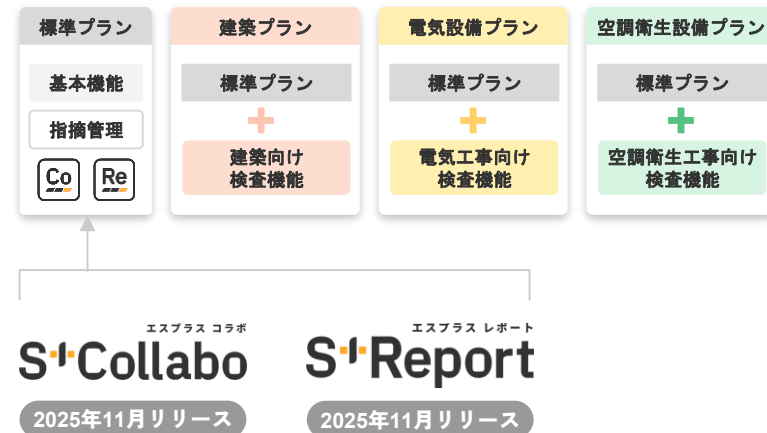 標準プラン
基本機能
指摘管理
Co Re
建築プラン
標準プラン
建築向け
検査機能
電気設備プラン
標準プラン
電気工事向け
検査機能
空調衛生設備プラン
標準プラン
空調衛生工事向け
検査機能
エスプラス コラボ
S+Collabo
2025年11月リリース
エスプラス レポート
S+Report
2025年11月リリース